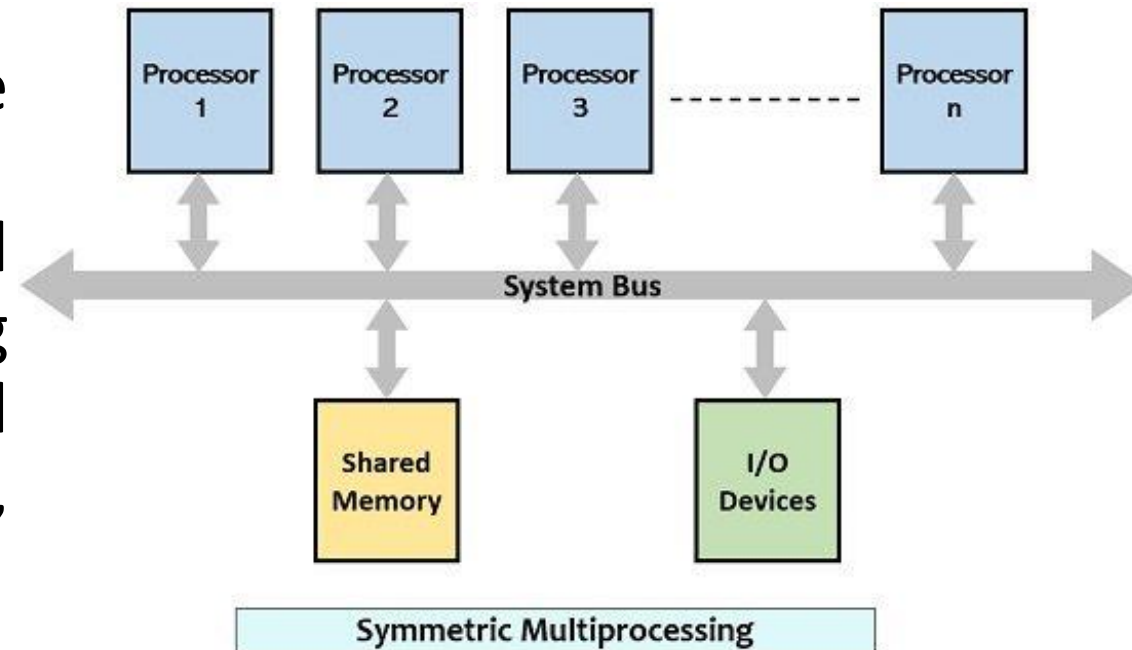 Processor
1
Processor
2
Processor
3
Processor
n
System Bus
Shared
Memory
I/O
Devices
Symmetric Multiprocessing